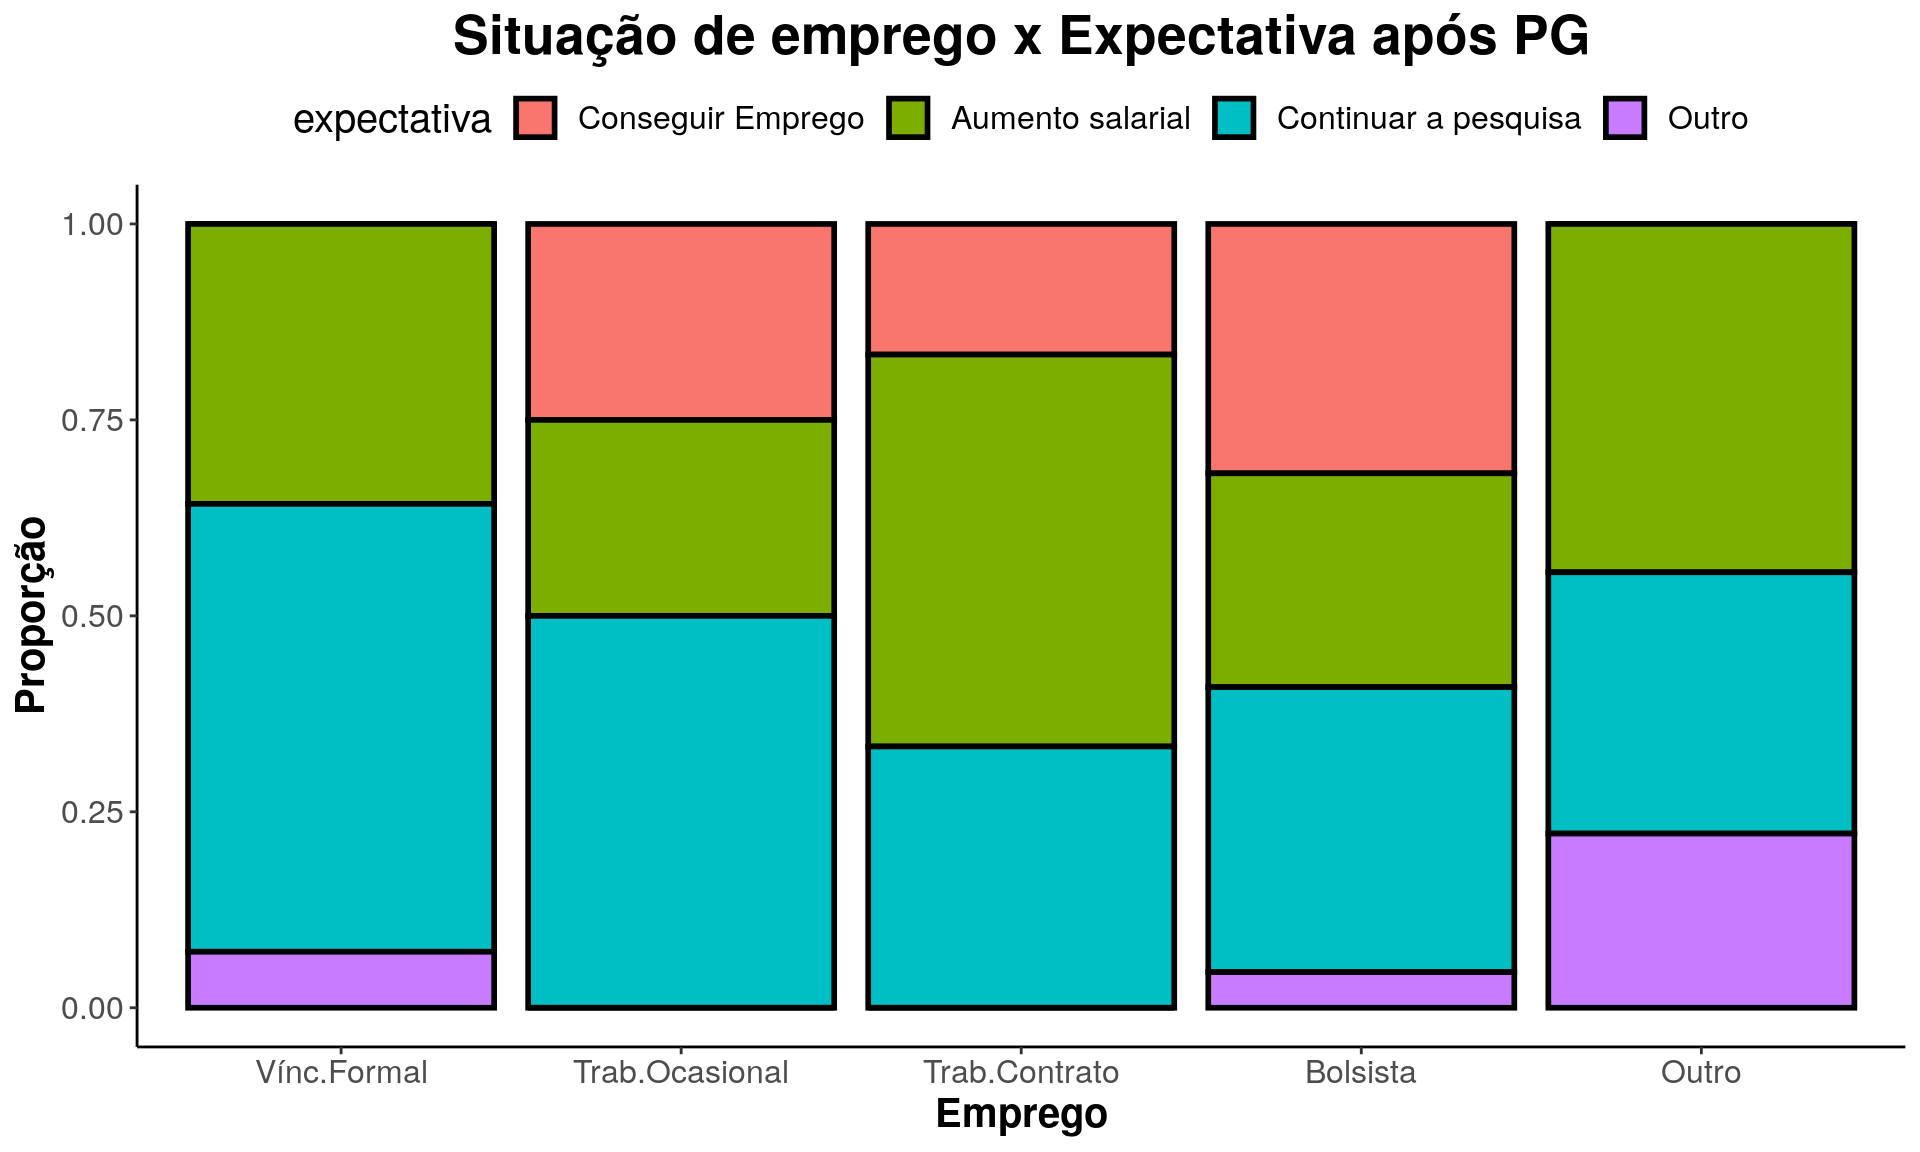 Situação de emprego x Expectativa após PG
expectativa Conseguir Emprego Aumento salarial Continuar a pesquisa Outro
1.00
0.75
0.50
0.25
0.00
Proporção
Vínc.Formal Trab.Ocasional Trab.Contrato Bolsista Outro
Emprego